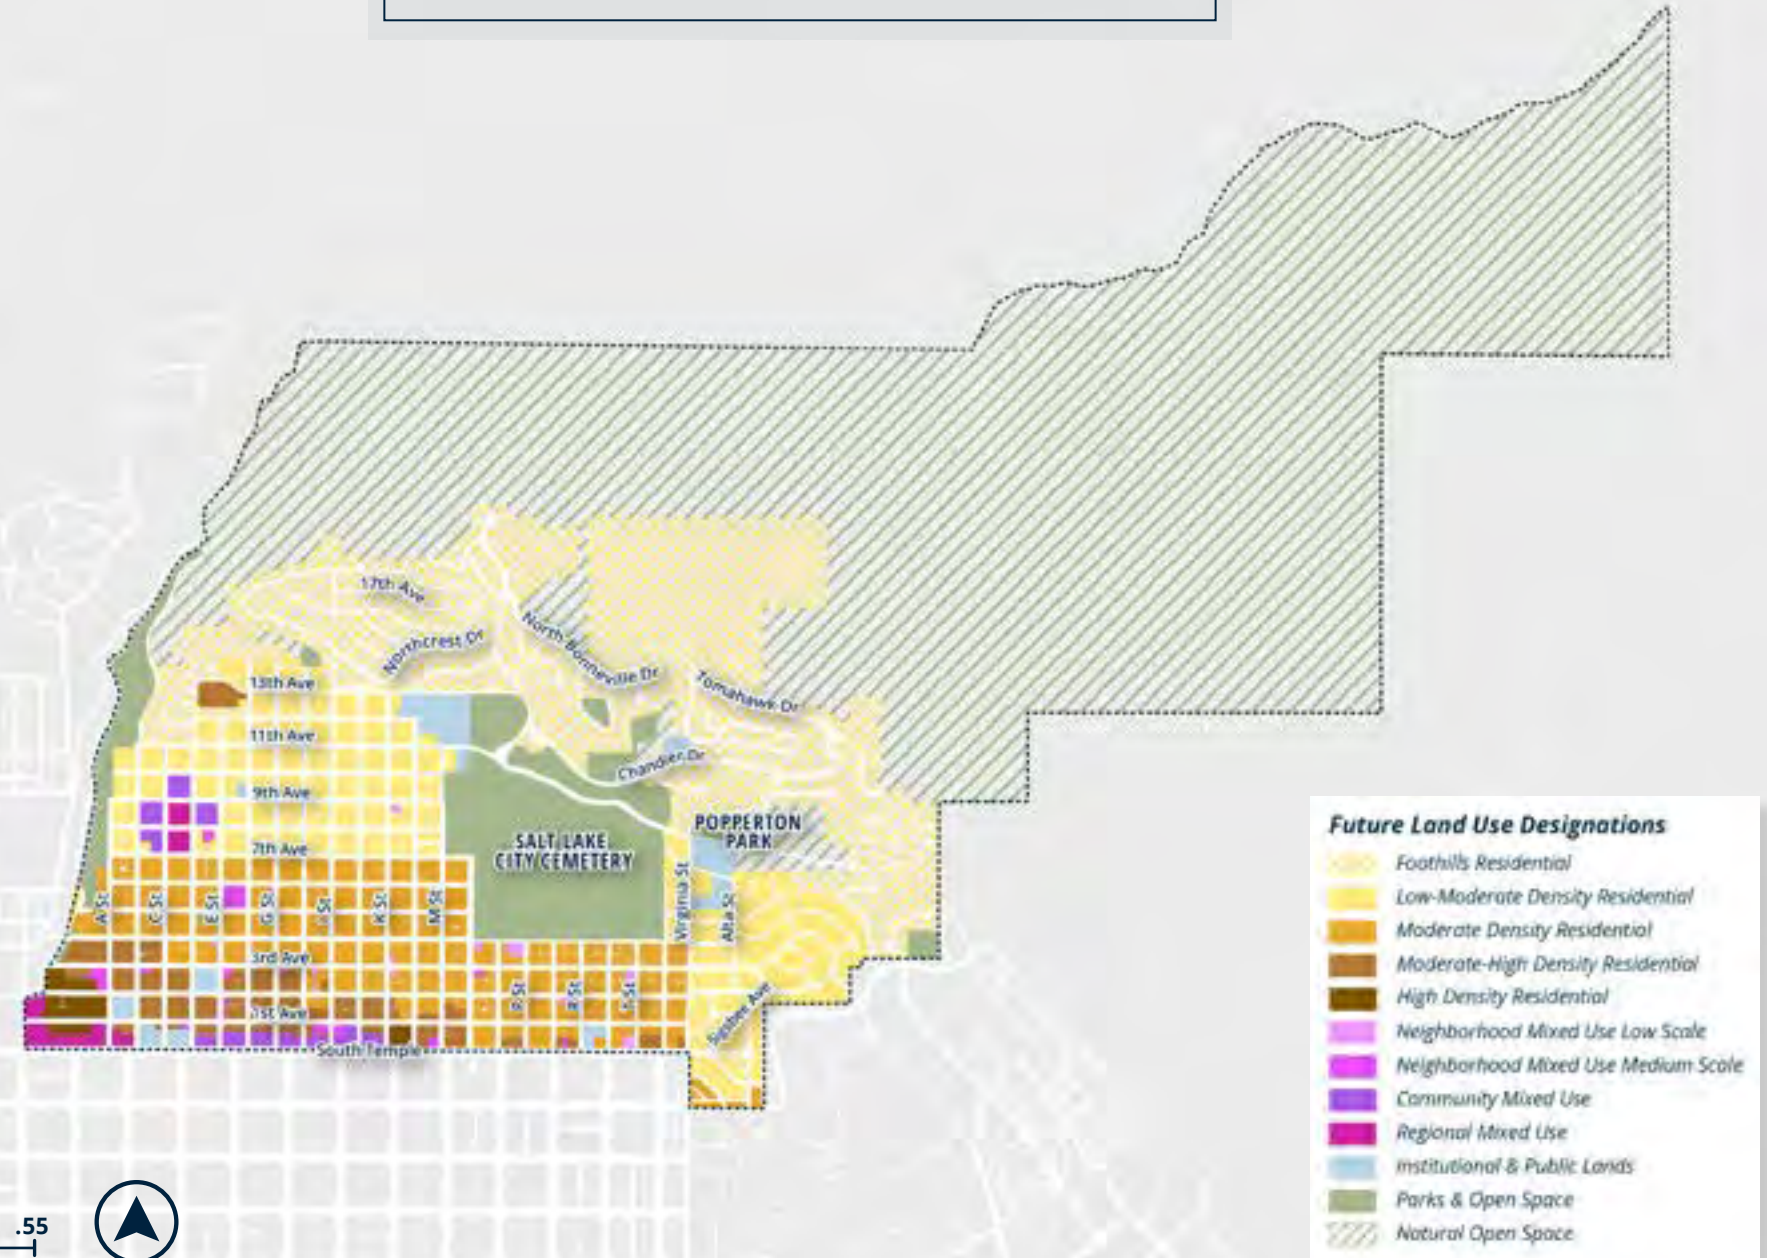 17th Ave
Northcrest Dr
North Bonneville Dr
Tomahawk Dr
13th Ave
11th Ave
Chandler Dr
9th Ave
POPPERTON
PARK
SALT LAKE
CITY CEMETERY
7th Ave
A St
C St
E St
G St
I St
K St
M St
Virginia St
Alta St
3rd Ave
P St
R St
T St
1st Ave
Sigsbee Ave
South Temple
Future Land Use Designations
Foothills Residential
Low-Moderate Density Residential
Moderate Density Residential
Moderate-High Density Residential
High Density Residential
Neighborhood Mixed Use Low Scale
Neighborhood Mixed Use Medium Scale
Community Mixed Use
Regional Mixed Use
Institutional & Public Lands
Parks & Open Space
Natural Open Space
.55